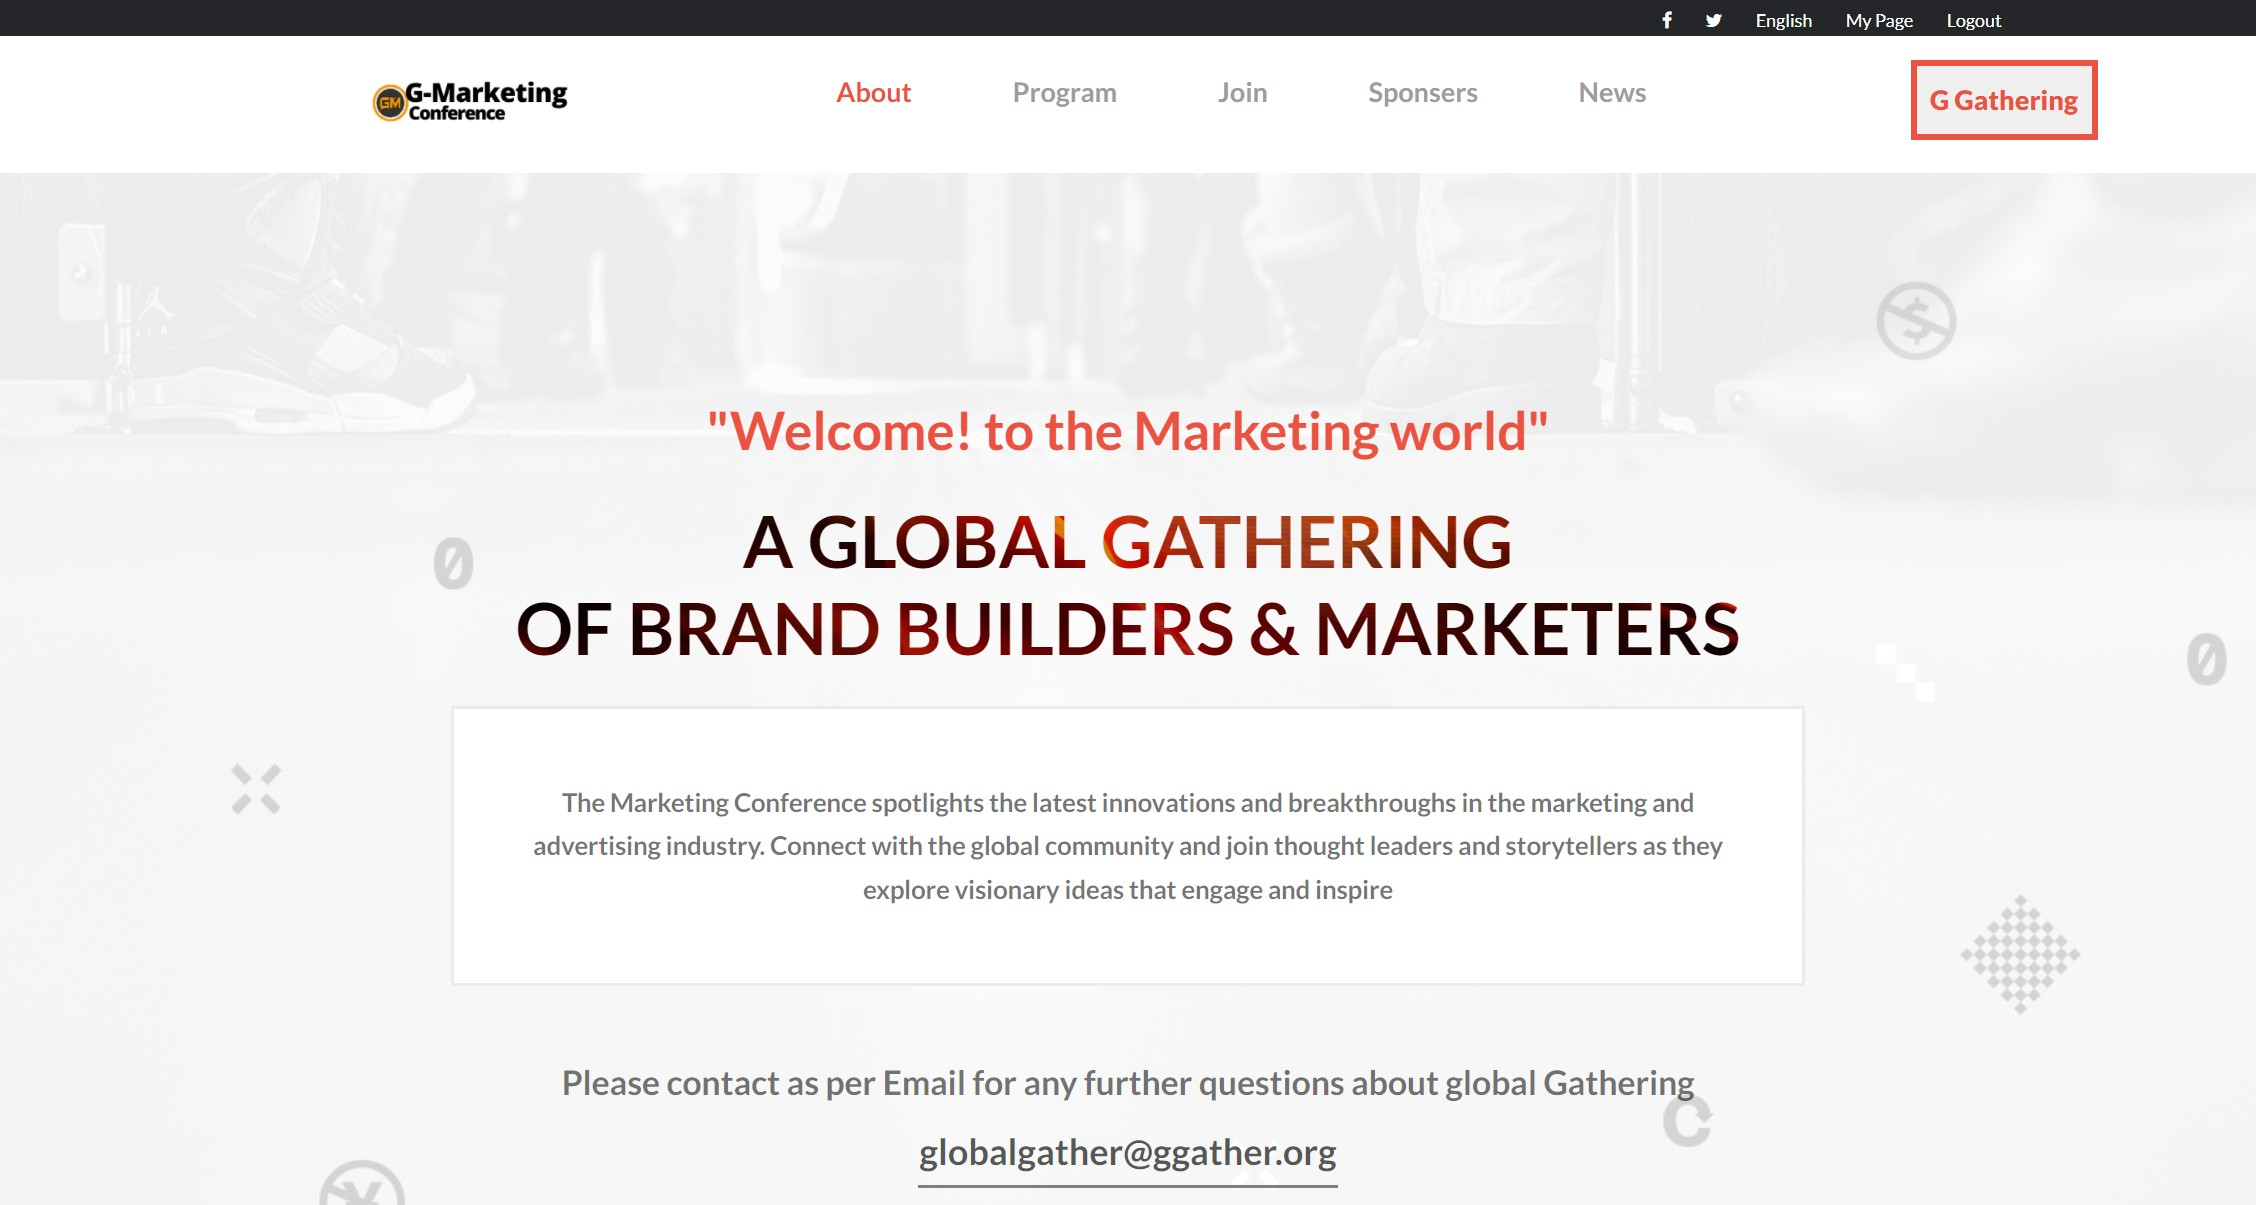 English My Page Logout
GM G-Marketing
Conference
About Program Join Sponsers News
G Gathering
"Welcome! to the Marketing world"
A GLOBAL GATHERING
OF BRAND BUILDERS & MARKETERS
The Marketing Conference spotlights the latest innovations and breakthroughs in the marketing and
advertising industry. Connect with the global community and join thought leaders and storytellers as they
explore visionary ideas that engage and inspire
Please contact as per Email for any further questions about global Gathering
globalgather@ggather.org